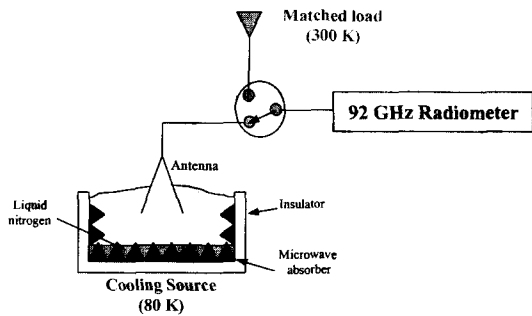 Matched load
(300 K)
92 GHz Radiometer
Antenna
Liquid
nitrogen
Insulator
Microwave
absorber
Cooling Source
(80 K)